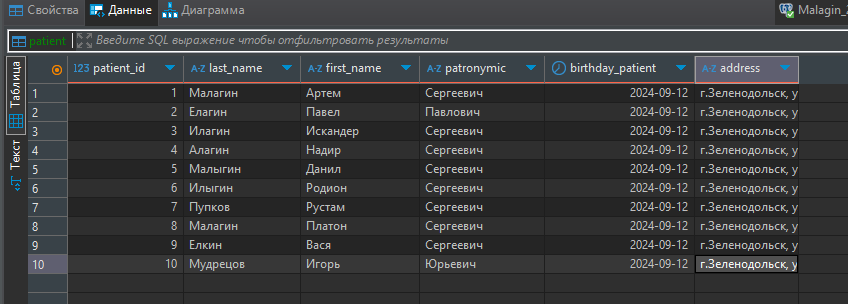 Свойства Данные Диаграмма Malagin_2
patient Введите SQL выражение чтобы отфильтровать результаты
Таблица
Текст
123 patient_id A-Z last_name A-Z first_name A-Z patronymic birthday_patient A-Z address
1 1 Малагин Артем Сергеевич 2024-09-12 г.Зеленодольск, у
2 2 Елагин Павел Павлович 2024-09-12 г.Зеленодольск, у
3 3 Илагин Искандер Сергеевич 2024-09-12 г.Зеленодольск, у
4 4 Алагин Надир Сергеевич 2024-09-12 г.Зеленодольск, у
5 5 Малыгин Данил Сергеевич 2024-09-12 г.Зеленодольск, у
6 6 Илыгин Родион Сергеевич 2024-09-12 г.Зеленодольск, у
7 7 Пупков Рустам Сергеевич 2024-09-12 г.Зеленодольск, у
8 8 Малагин Платон Сергеевич 2024-09-12 г.Зеленодольск, у
9 9 Елкин Вася Сергеевич 2024-09-12 г.Зеленодольск, у
10 10 Мудрецов Игорь Юрьевич 2024-09-12 г.Зеленодольск, у